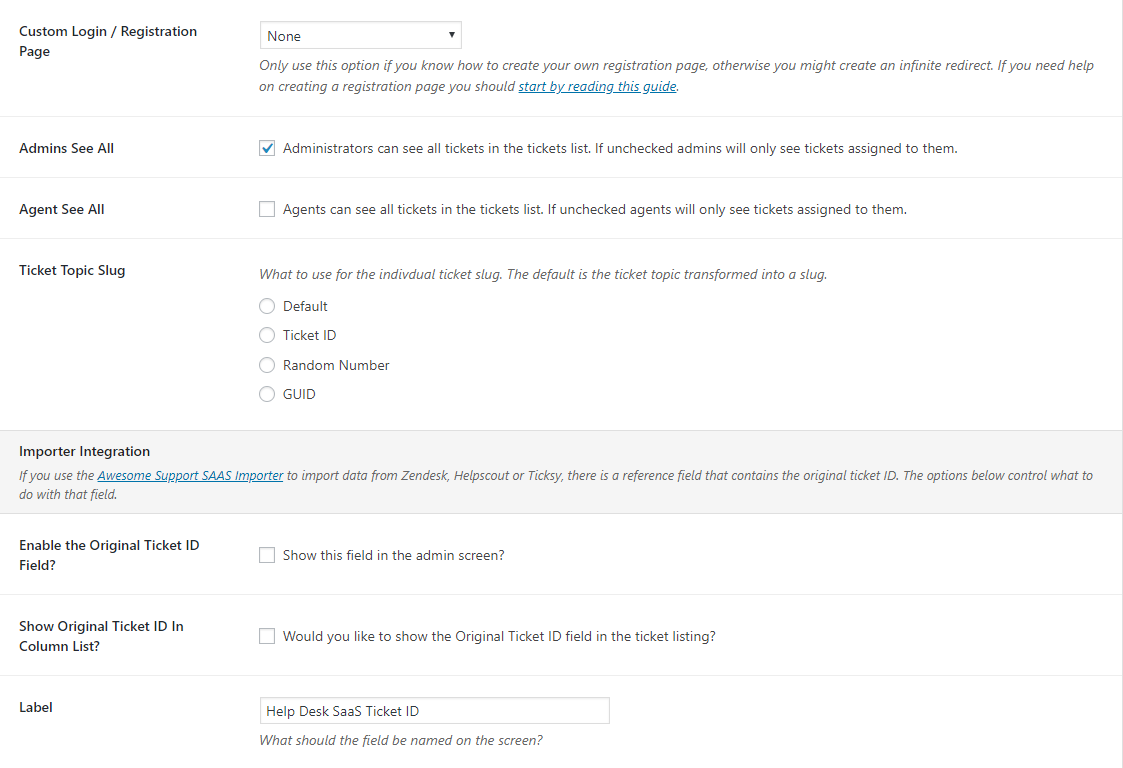 Custom Login / Registration
Page
None
Only use this option if you know how to create your own registration page, otherwise you might create an infinite redirect. If you need help
on creating a registration page you should start by reading this guide.
Admins See All
Administrators can see all tickets in the tickets list. If unchecked admins will only see tickets assigned to them.
Agent See All
Agents can see all tickets in the tickets list. If unchecked agents will only see tickets assigned to them.
Ticket Topic Slug
What to use for the indivdual ticket slug. The default is the ticket topic transformed into a slug.
Default
Ticket ID
Random Number
GUID
Importer Integration
If you use the Awesome Support SAAS Importer to import data from Zendesk, Helpscout or Ticksy, there is a reference field that contains the original ticket ID. The options below control what to
do with that field.
Enable the Original Ticket ID
Field?
Show this field in the admin screen?
Show Original Ticket ID In
Column List?
Would you like to show the Original Ticket ID field in the ticket listing?
Label
Help Desk SaaS Ticket ID
What should the field be named on the screen?